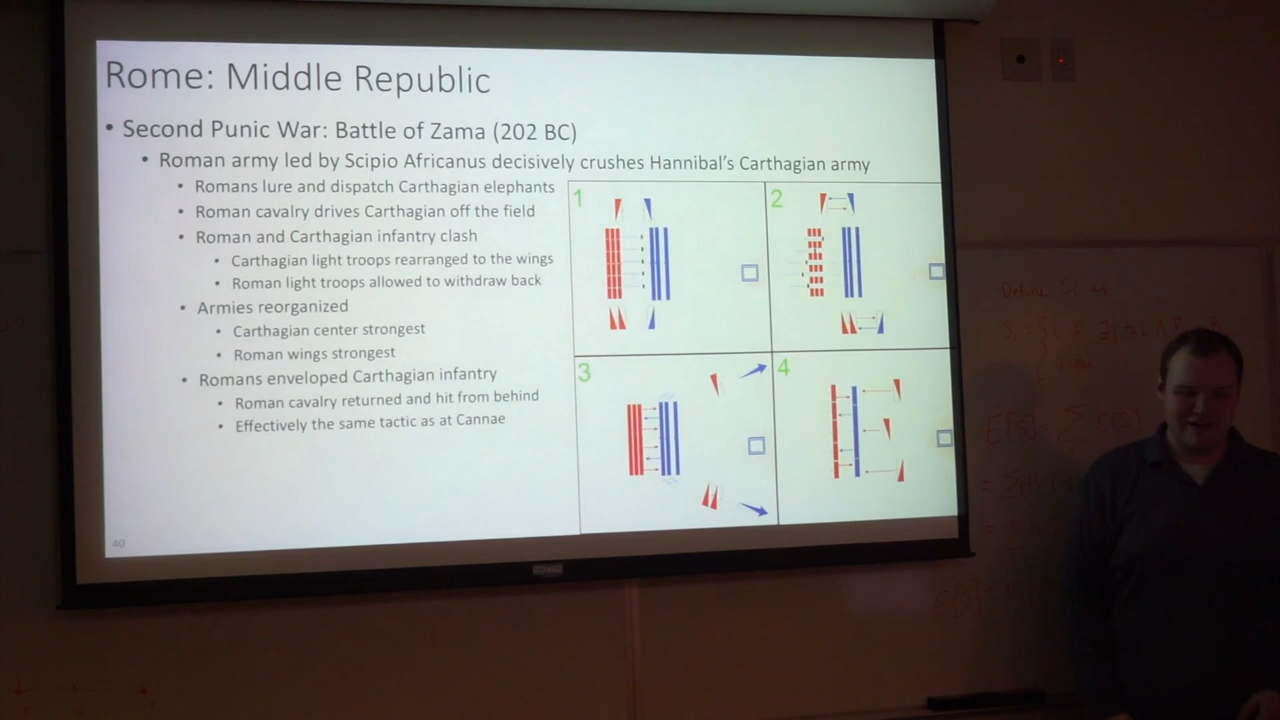 Rome: Middle Republic
• Second Punic War: Battle of Zama (202 BC)
• Roman army led by Scipio Africanus decisively crushes Hannibal's Carthagian army
• Romans lure and dispatch Carthagian elephants
• Roman cavalry drives Carthagian off the field
• Roman and Carthagian infantry clash
• Carthagian light troops rearranged to the wings
• Roman light troops allowed to withdraw back
• Armies reorganized
• Carthagian center strongest
• Roman wings strongest
• Romans enveloped Carthagian infantry
• Roman cavalry returned and hit from behind
• Effectively the same tactic as at Cannae
1
2
3
4
40
Define Si as